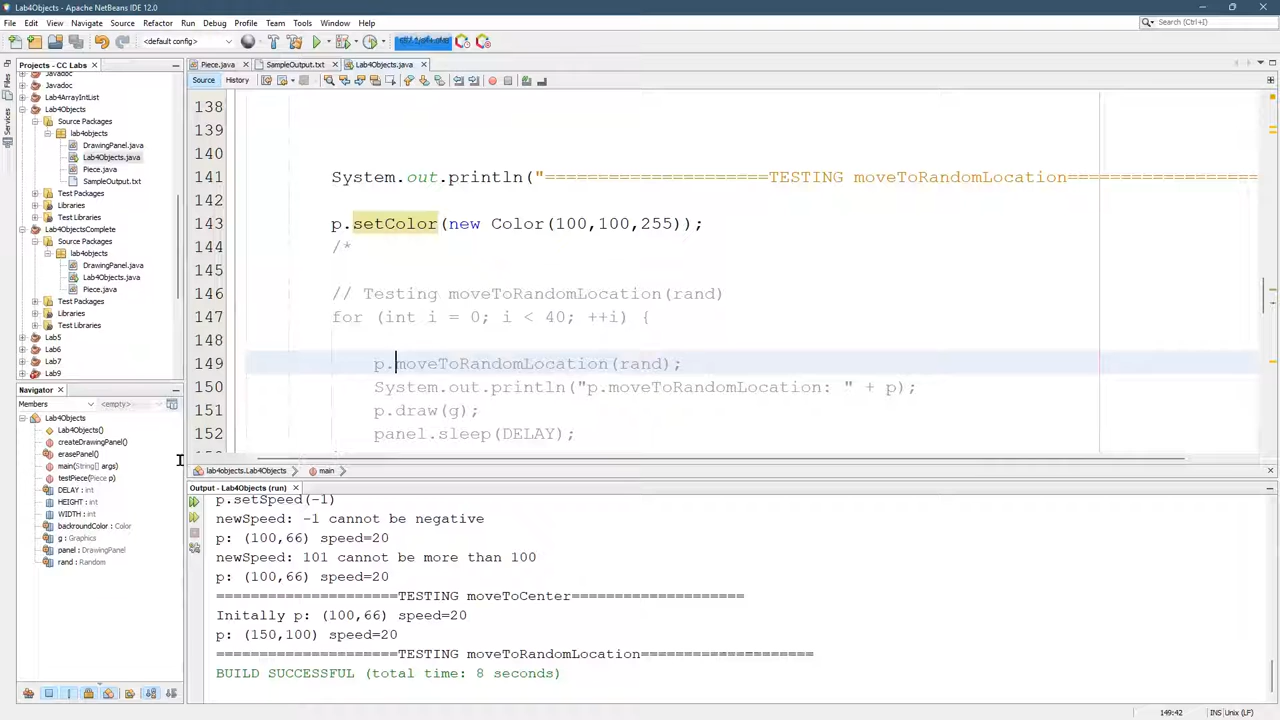 Lab4Objects - Apache NetBeans IDE 12.0
File Edit View Navigate Source Refactor Run Debug Profile Team Tools Window Help
Search (Ctrl+I)
<default config>
Projects - CC Labs
Javadoc
Lab4ArrayIntList
Lab4Objects
Source Packages
lab4objects
DrawingPanel.java
Lab4Objects.java
Piece.java
SampleOutput.txt
Test Packages
Libraries
Test Libraries
Lab4ObjectsComplete
Source Packages
lab4objects
DrawingPanel.java
Lab4Objects.java
Piece.java
Test Packages
Libraries
Test Libraries
Lab5
Lab6
Lab7
Lab9
Files
Services
Navigator
Members <empty>
Lab4Objects
Lab4Objects()
createDrawingPanel()
erasePanel()
main(String[] args)
testPiece(Piece p)
DELAY : int
HEIGHT : int
WIDTH : int
backroundColor : Color
g : Graphics
panel : DrawingPanel
rand : Random
Piece.java SampleOutput.txt Lab4Objects.java
Source History
138
139
140
141 System.out.println("=====================TESTING moveToRandomLocation==================
142
143 p.setColor(new Color(100,100,255));
144 /*
145
146 // Testing moveToRandomLocation(rand)
147 for (int i = 0; i < 40; ++i) {
148
149 p.moveToRandomLocation(rand);
150 System.out.println("p.moveToRandomLocation: " + p);
151 p.draw(g);
152 panel.sleep(DELAY);
lab4objects.Lab4Objects main
Output - Lab4Objects (run)
p.setSpeed(-1)
newSpeed: -1 cannot be negative
p: (100,66) speed=20
newSpeed: 101 cannot be more than 100
p: (100,66) speed=20
=====================TESTING moveToCenter====================
Initally p: (100,66) speed=20
p: (150,100) speed=20
=====================TESTING moveToRandomLocation====================
BUILD SUCCESSFUL (total time: 8 seconds)
149:42 INS Unix (LF)